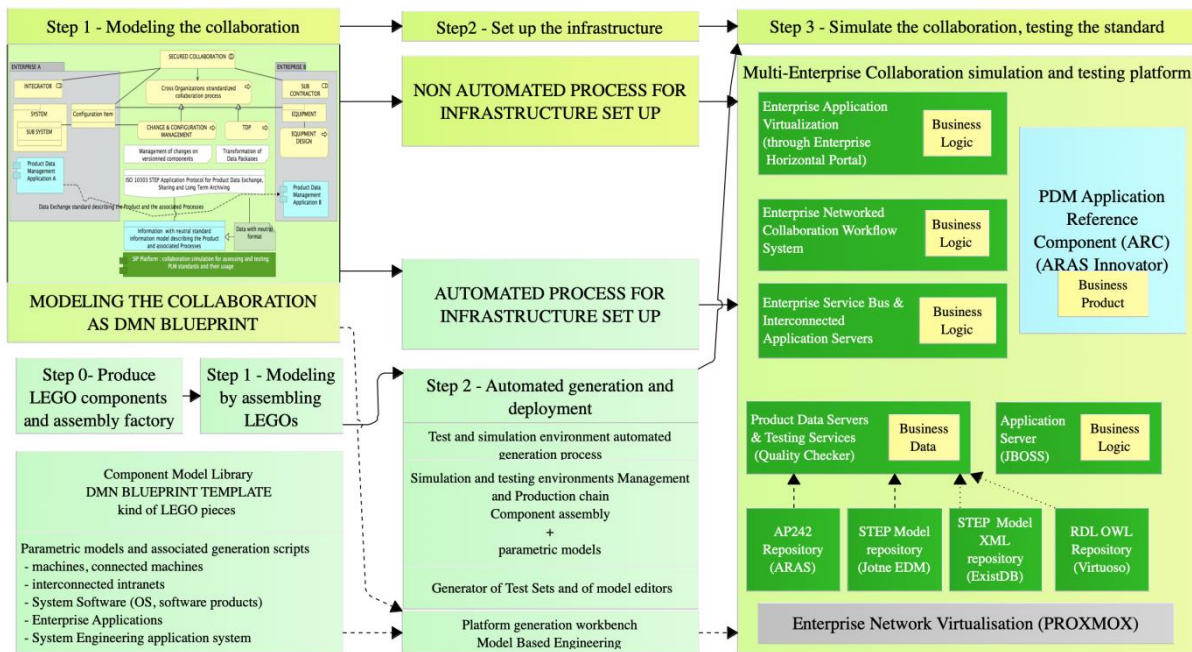 Step 1 - Modeling the collaboration
SECURED COLLABORATION
ENTERPRISE A
ENTREPRISE B
INTEGRATOR
Cross Organizations strandardized
collaboration process
SUB
CONTRACTOR
SYSTEM
SUB SYSTEM
Configuration item
CHANGE & CONFIGURATION
MANAGEMENT
TDP
EQUIPMENT
EQUIPMENT
DESIGN
Management of changes on
versionned components
Transformation of
Data Packages
Product Data
Management
Application A
ISO 10303 STEP Application Protocol for Product Data Exchange,
Sharing and Long Term Archiving
Product Data
Management
Application B
Data Exchange standard describing the Product and the associated Processes
Information with neutral standard
information model describing the Product
and associated Processes
Data with neutral
format
SIP Platform : collaboration simulation for assessing and testing
PLM standards and their usage
MODELING THE COLLABORATION
AS DMN BLUEPRINT
Step 0- Produce
LEGO components
and assembly factory
Step 1 - Modeling
by assembling
LEGOs
Component Model Library
DMN BLUEPRINT TEMPLATE
kind of LEGO pieces
Parametric models and associated generation scripts
- machines, connected machines
- interconnected intranets
- System Software (OS, software products)
- Enterprise Applications
- System Engineering application system
Step2 - Set up the infrastructure
NON AUTOMATED PROCESS FOR
INFRASTRUCTURE SET UP
AUTOMATED PROCESS FOR
INFRASTRUCTURE SET UP
Step 2 - Automated generation and
deployment
Test and simulation environment automated
generation process
Simulation and testing environments Management
and Production chain
Component assembly
+
parametric models
Generator of Test Sets and of model editors
Platform generation workbench
Model Based Engineering
Step 3 - Simulate the collaboration, testing the standard
Multi-Enterprise Collaboration simulation and testing platform
Enterprise Application
Virtualization
(through Enterprise
Horizontal Portal)
Business
Logic
Enterprise Networked
Collaboration Workflow
System
Business
Logic
Enterprise Service Bus &
Interconnected
Application Servers
Business
Logic
PDM Application
Reference
Component (ARC)
(ARAS Innovator)
Business
Product
Product Data Servers
& Testing Services
(Quality Checker)
Business
Data
Application
Server
(JBOSS)
Business
Logic
AP242
Repository
(ARAS)
STEP Model
repository
(Jotne EDM)
STEP Model
XML
repository
(ExistDB)
RDL OWL
Repository
(Virtuoso)
Enterprise Network Virtualisation (PROXMOX)